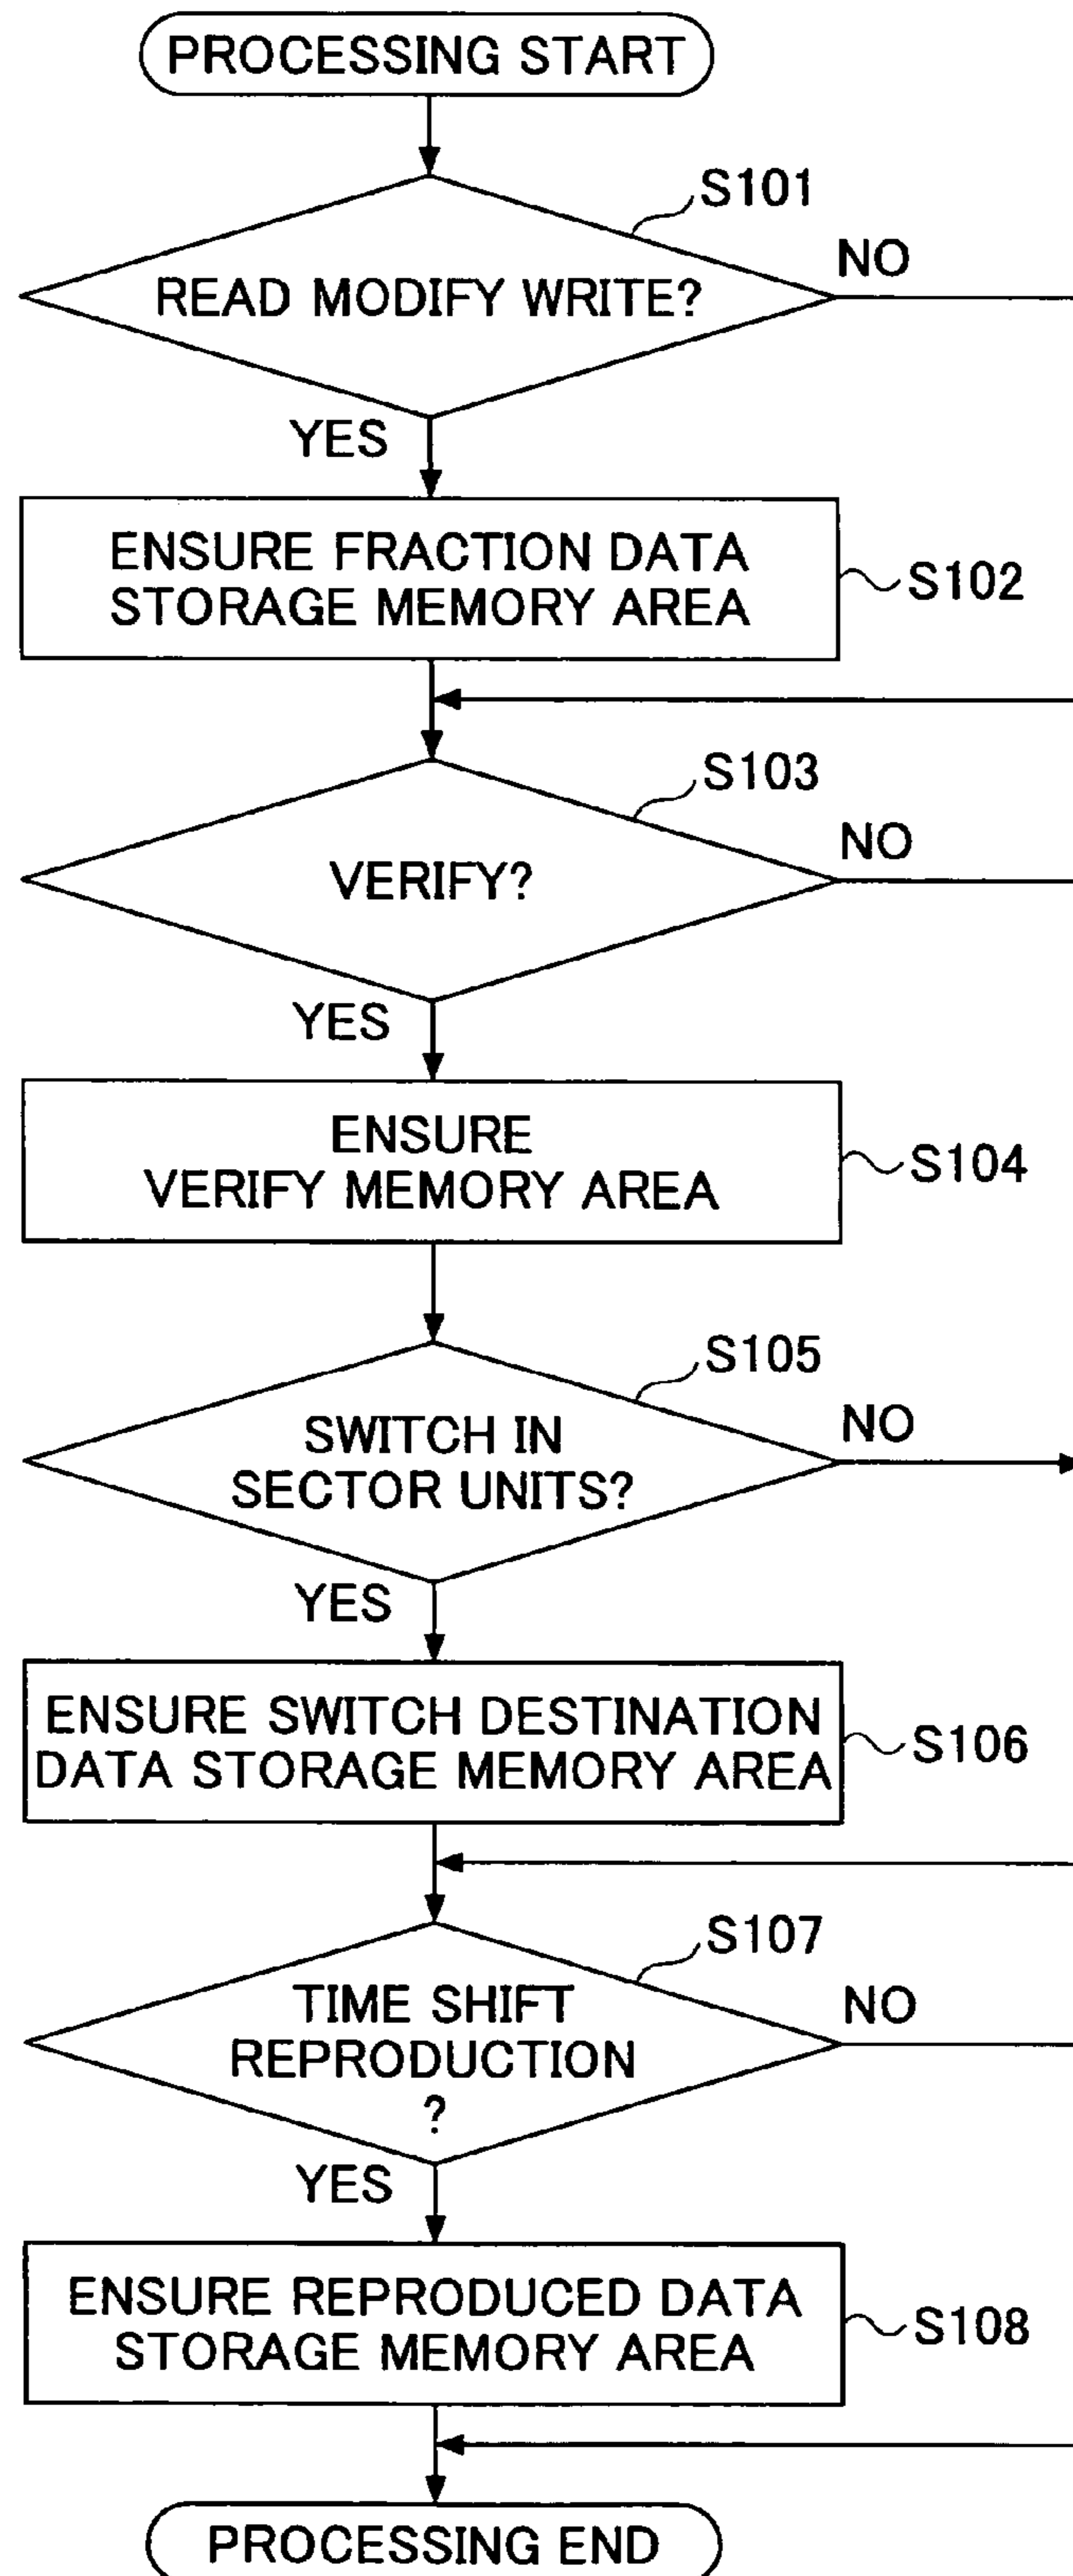 PROCESSING START
S101
READ MODIFY WRITE?
NO
YES
ENSURE FRACTION DATA
STORAGE MEMORY AREA
S102
S103
VERIFY?
NO
YES
ENSURE
VERIFY MEMORY AREA
S104
S105
SWITCH IN
SECTOR UNITS?
NO
YES
ENSURE SWITCH DESTINATION
DATA STORAGE MEMORY AREA
S106
S107
TIME SHIFT
REPRODUCTION
?
NO
YES
ENSURE REPRODUCED DATA
STORAGE MEMORY AREA
S108
PROCESSING END